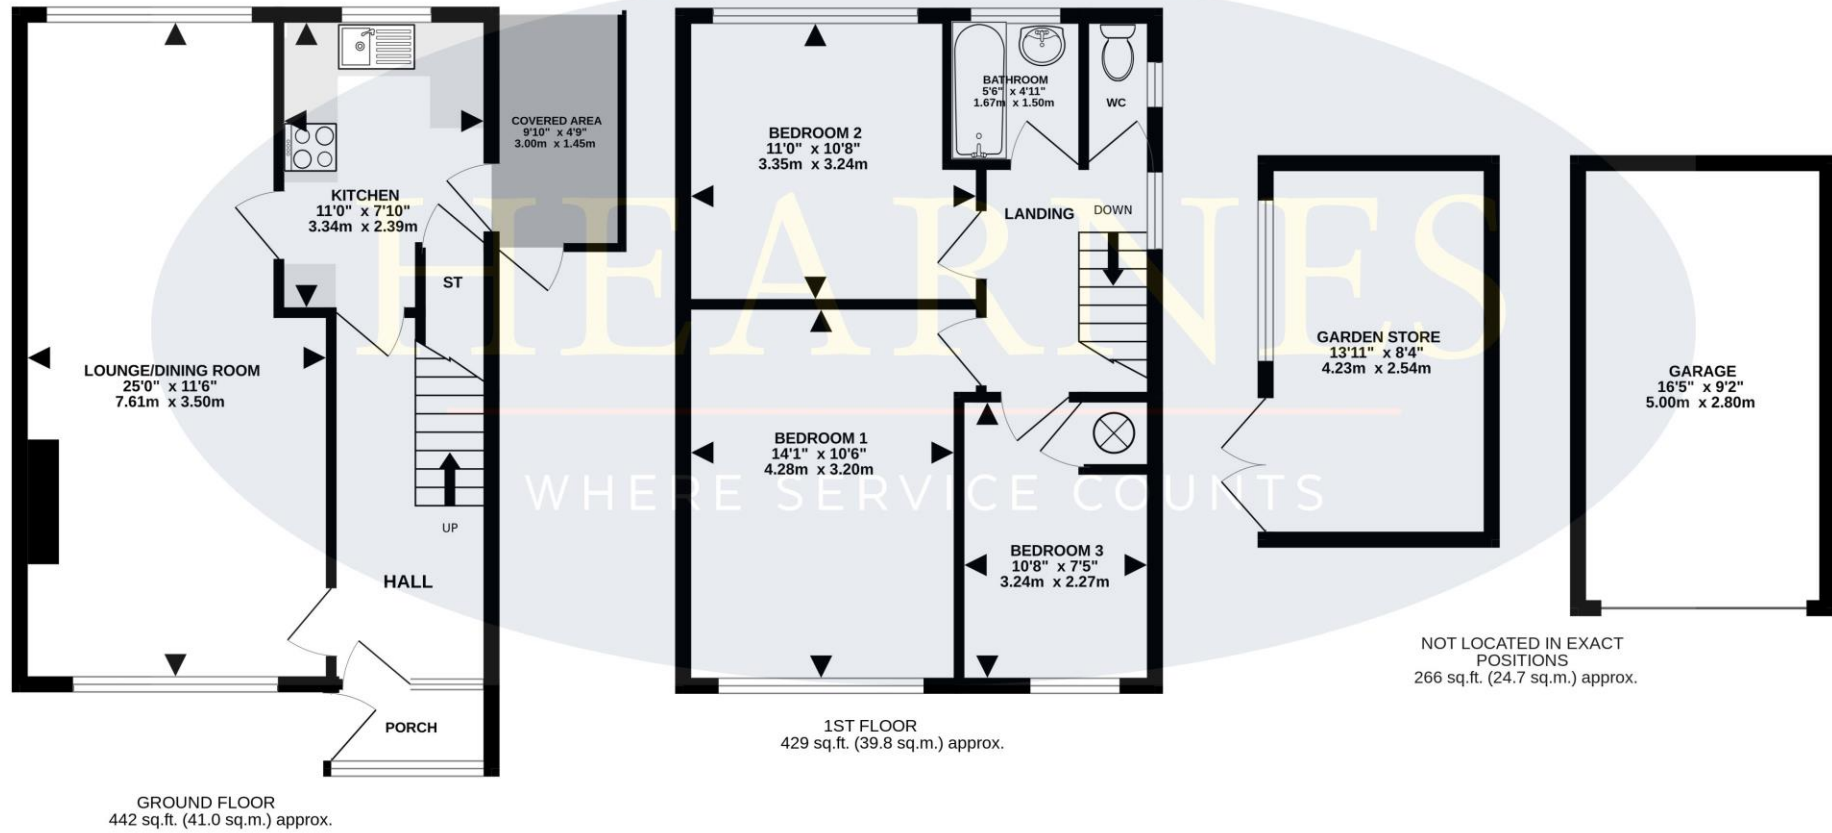 COVERED AREA
9'10" x 4'9"
3.00m x 1.45m
KITCHEN
11'0" x 7'10"
3.34m x 2.39m
ST
LOUNGE/DINING ROOM
25'0" x 11'6"
7.61m x 3.50m
UP
HALL
PORCH
GROUND FLOOR
442 sq.ft. (41.0 sq.m.) approx.
BATHROOM
5'6" x 4'11"
1.67m x 1.50m
WC
BEDROOM 2
11'0" x 10'8"
3.35m x 3.24m
LANDING
DOWN
BEDROOM 1
14'1" x 10'6"
4.28m x 3.20m
BEDROOM 3
10'8" x 7'5"
3.24m x 2.27m
1ST FLOOR
429 sq.ft. (39.8 sq.m.) approx.
GARDEN STORE
13'11" x 8'4"
4.23m x 2.54m
GARAGE
16'5" x 9'2"
5.00m x 2.80m
NOT LOCATED IN EXACT
POSITIONS
266 sq.ft. (24.7 sq.m.) approx.
HEARNES
WHERE SERVICE COUNTS